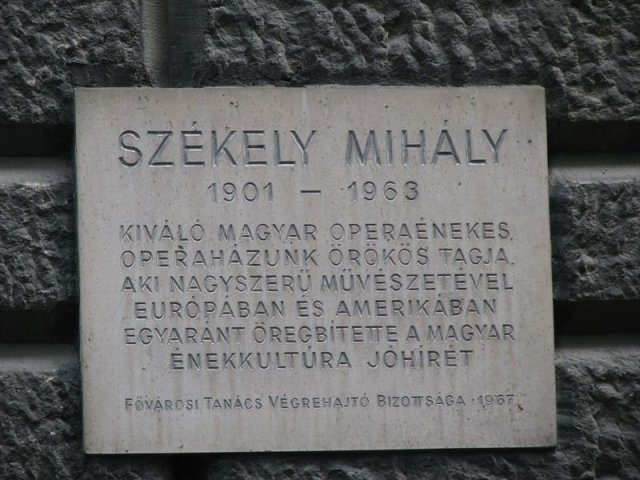 SZÉKELY MIHÁLY
1901 – 1963
KIVÁLÓ MAGYAR OPERAÉNEKES,
OPERAHÁZUNK ÖRÖKÖS TAGJA.
AKI NAGYSZERŰ MŰVÉSZETÉVEL
EURÓPÁBAN ÉS AMERIKÁBAN
EGYARÁNT ÖREGBÍTETTE A MAGYAR
ÉNEKKULTÚRA JÓHÍRÉT
FŐVÁROSI TANÁCS VÉGREHAJTÓ BIZOTTSÁGA · 1967.